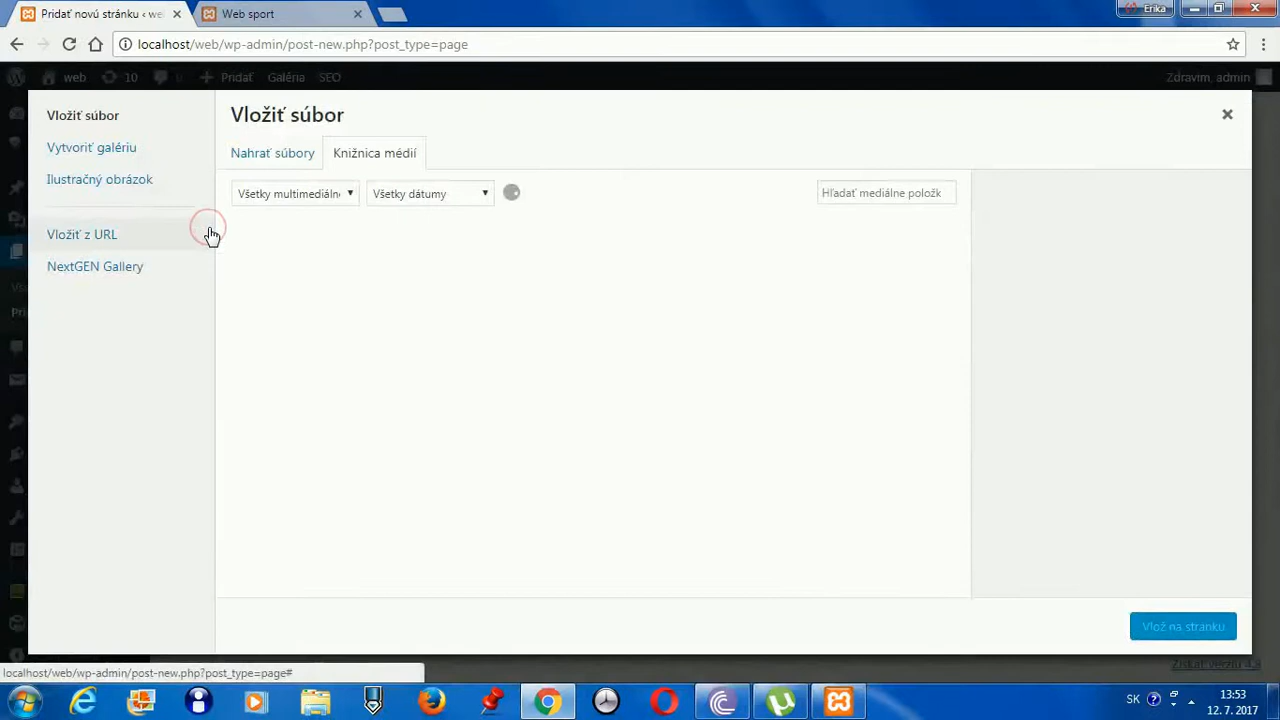 Pridať novú stránku ‹ we
Web sport
Erika
localhost/web/wp-admin/post-new.php?post_type=page
web 10 0 Pridať Galéria SEO
Zdravím, admin
Vložiť súbor
Vytvoriť galériu
Ilustračný obrázok
Vložiť z URL
NextGEN Gallery
Vložiť súbor
Nahrať súbory
Knižnica médií
Všetky multimediáln
Všetky dátumy
Hľadať mediálne položk
Vlož na stránku
localhost/web/wp-admin/post-new.php?post_type=page#
SK
13:53
12. 7. 2017